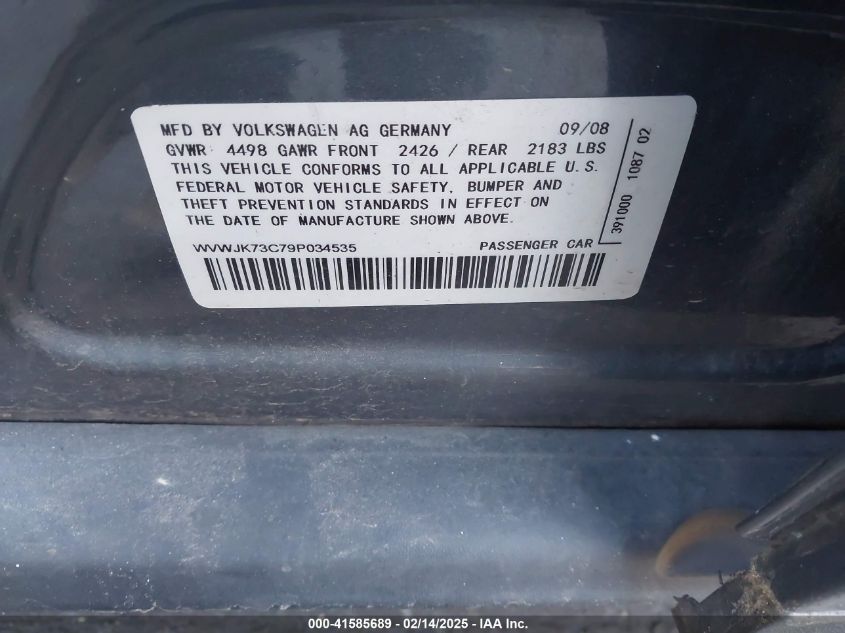 MFD BY VOLKSWAGEN AG GERMANY 09/08
GVWR 4498 GAWR FRONT 2426 / REAR 2183 LBS
THIS VEHICLE CONFORMS TO ALL APPLICABLE U.S.
FEDERAL MOTOR VEHICLE SAFETY, BUMPER AND
THEFT PREVENTION STANDARDS IN EFFECT ON
THE DATE OF MANUFACTURE SHOWN ABOVE.
WVWJK73C79P034535 PASSENGER CAR
391000 1087 02
000-41585689 - 02/14/2025 - IAA Inc.